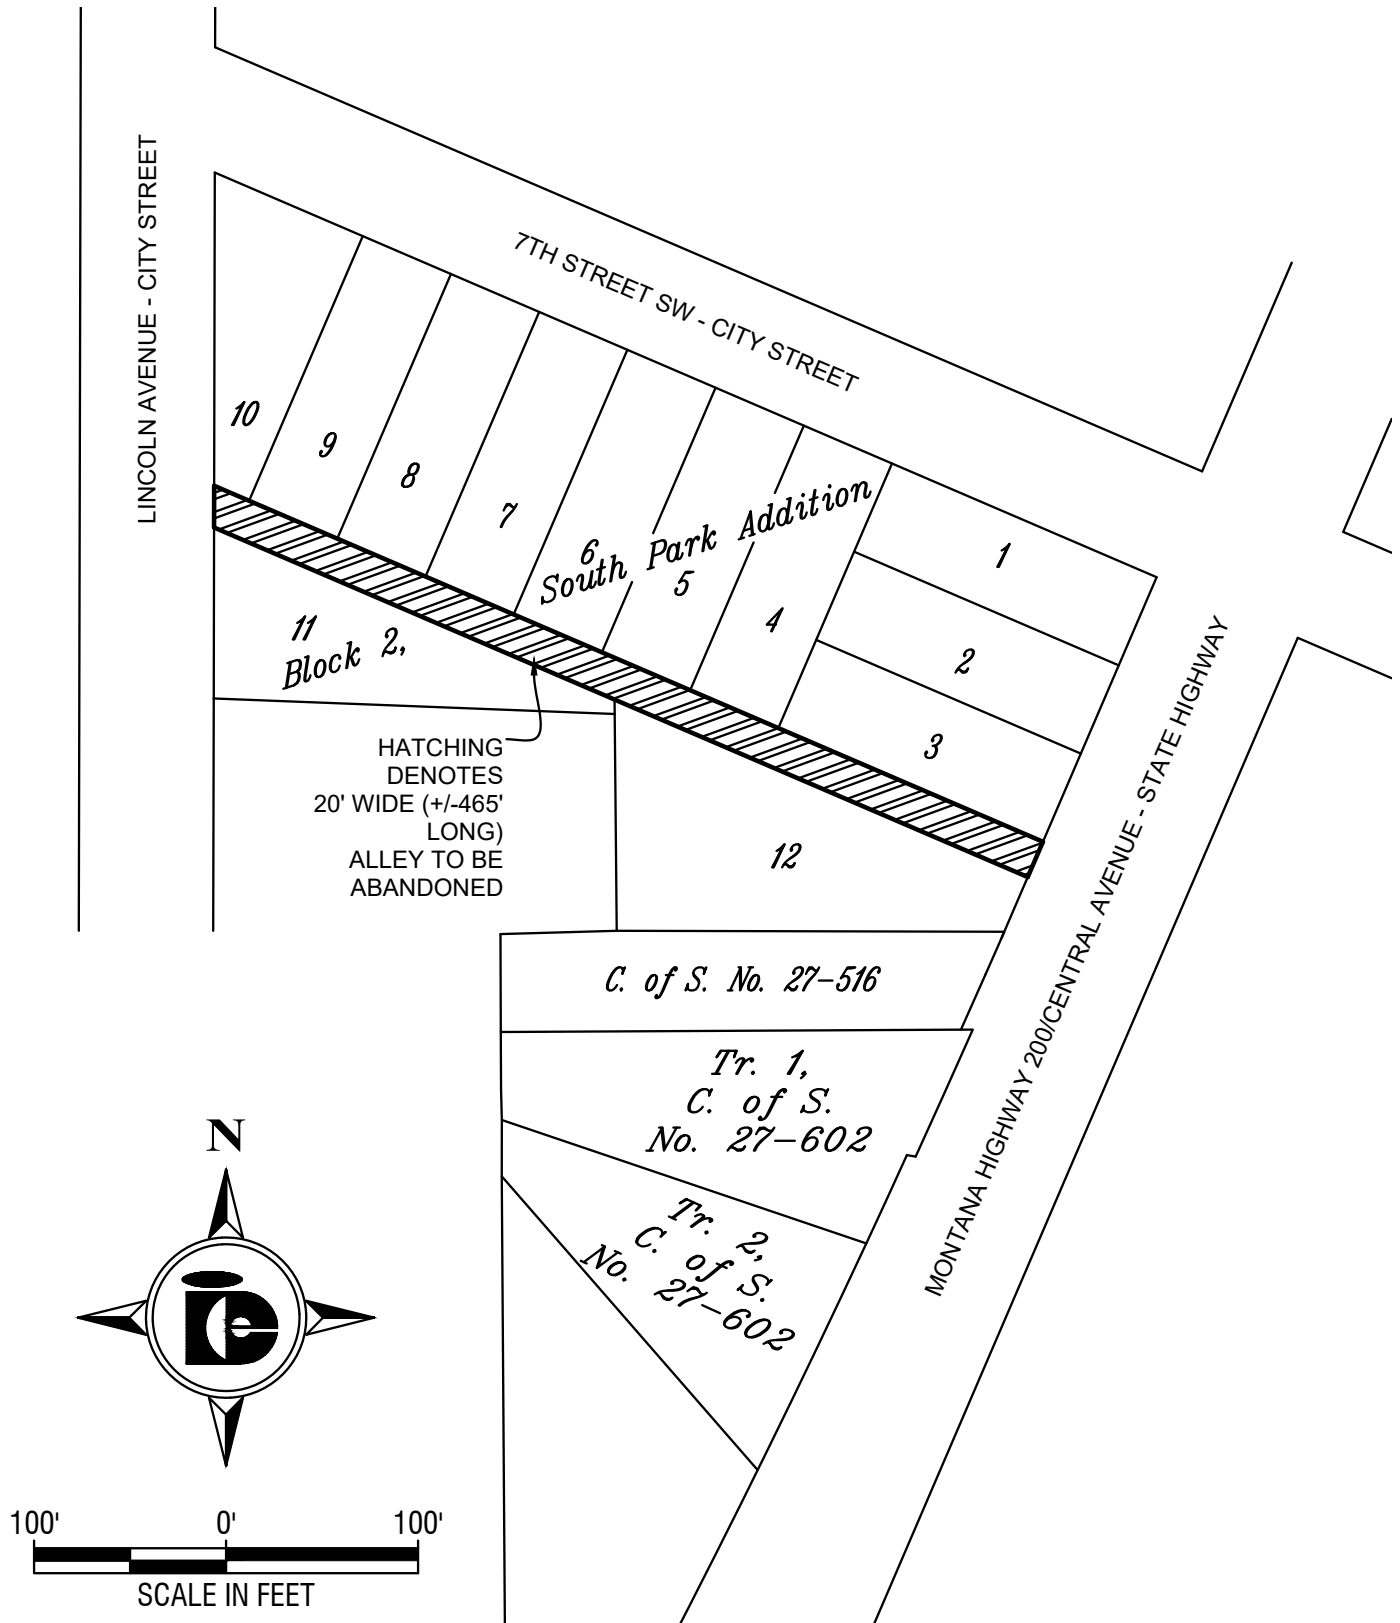 LINCOLN AVENUE - CITY STREET
7TH STREET SW - CITY STREET
10
9
8
7
6
5
4
1
2
3
South Park Addition
11
Block 2,
HATCHING
DENOTES
20' WIDE (+/-465'
LONG)
ALLEY TO BE
ABANDONED
12
MONTANA HIGHWAY 200/CENTRAL AVENUE - STATE HIGHWAY
C. of S. No. 27-516
Tr. 1,
C. of S.
No. 27-602
Tr. 2,
C. of S.
No. 27-602
N
100' 0' 100'
SCALE IN FEET